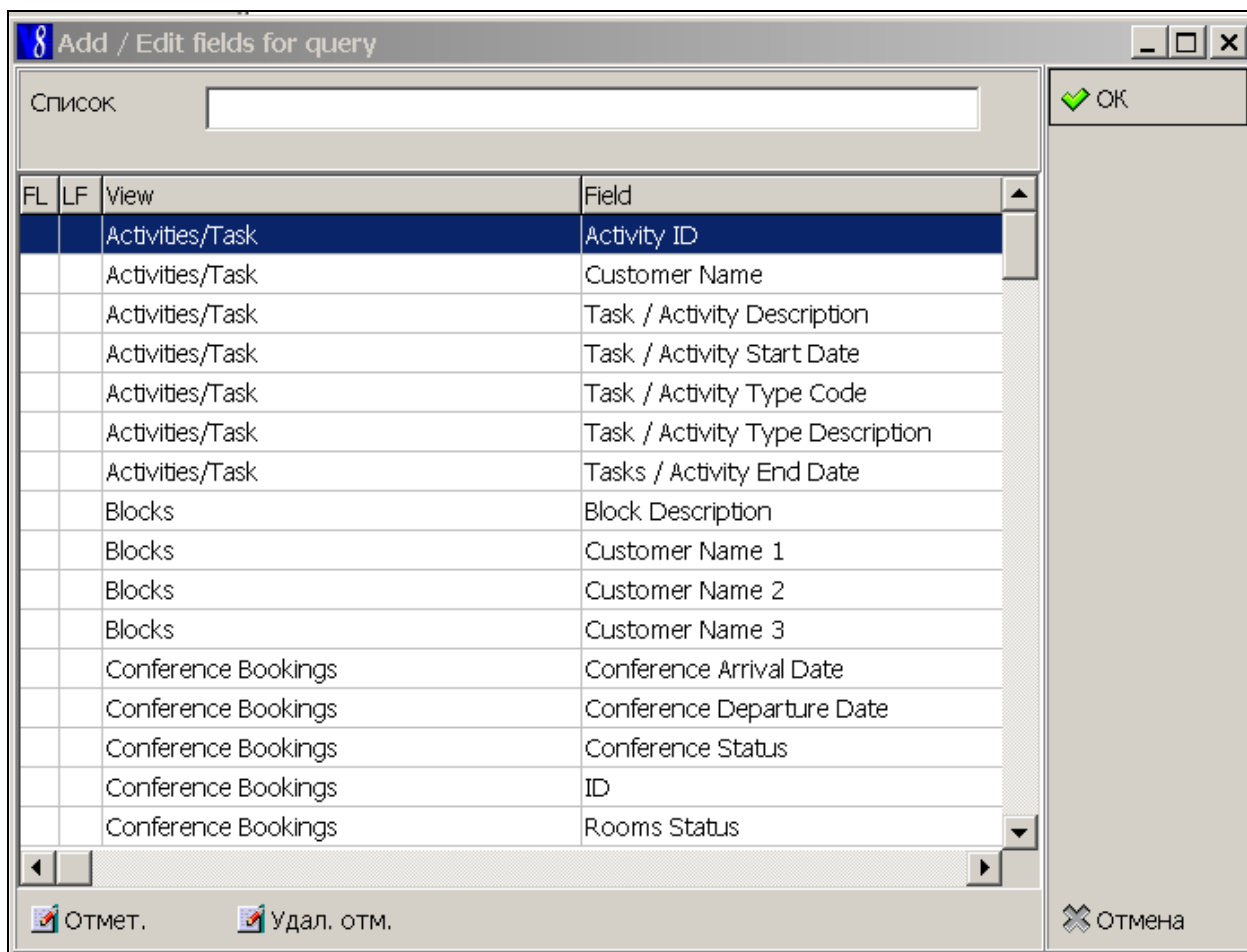 Add / Edit fields for query
Список
OK
FL LF View Field
Activities/Task Activity ID
Activities/Task Customer Name
Activities/Task Task / Activity Description
Activities/Task Task / Activity Start Date
Activities/Task Task / Activity Type Code
Activities/Task Task / Activity Type Description
Activities/Task Tasks / Activity End Date
Blocks Block Description
Blocks Customer Name 1
Blocks Customer Name 2
Blocks Customer Name 3
Conference Bookings Conference Arrival Date
Conference Bookings Conference Departure Date
Conference Bookings Conference Status
Conference Bookings ID
Conference Bookings Rooms Status
Отмет. Удал. отм. Отмена